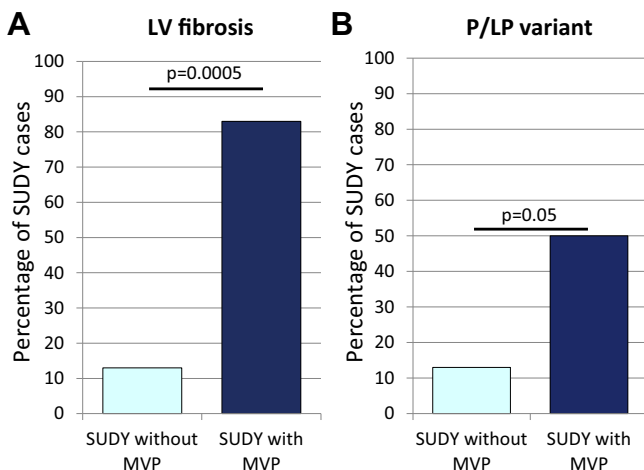 A
LV fibrosis
Percentage of SUDY cases
100
90
80
70
60
50
40
30
20
10
0
p=0.0005
SUDY without
MVP
SUDY with
MVP
B
P/LP variant
Percentage of SUDY cases
100
90
80
70
60
50
40
30
20
10
0
p=0.05
SUDY without
MVP
SUDY with
MVP